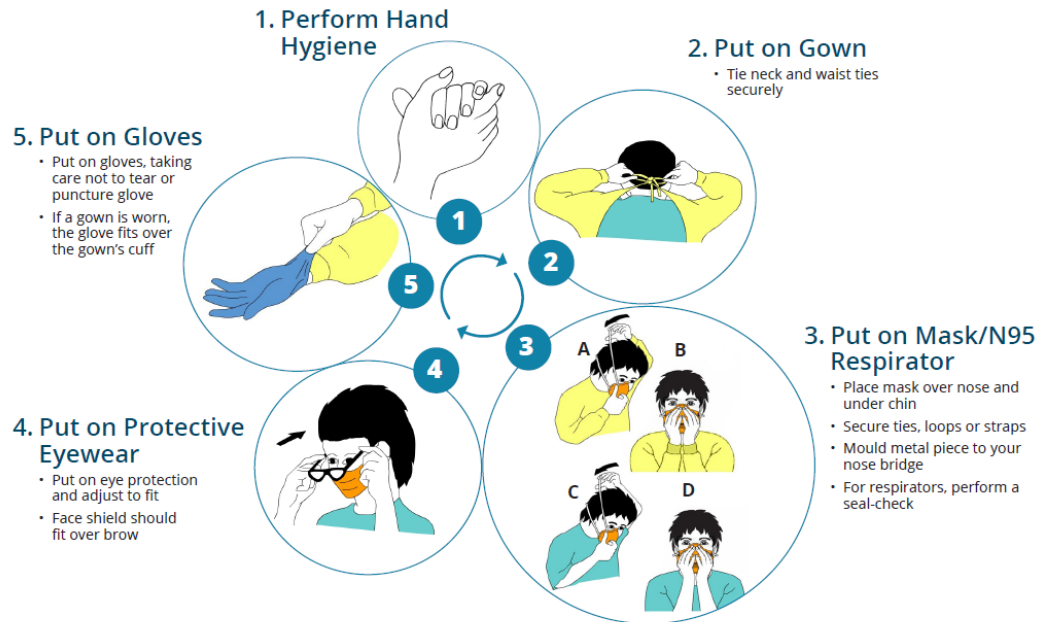 1. Perform Hand
Hygiene
2. Put on Gown
• Tie neck and waist ties
securely
3. Put on Mask/N95
Respirator
• Place mask over nose and
under chin
• Secure ties, loops or straps
• Mould metal piece to your
nose bridge
• For respirators, perform a
seal-check
4. Put on Protective
Eyewear
• Put on eye protection
and adjust to fit
• Face shield should
fit over brow
5. Put on Gloves
• Put on gloves, taking
care not to tear or
puncture glove
• If a gown is worn,
the glove fits over
the gown's cuff
1
2
3
4
5
A
B
C
D